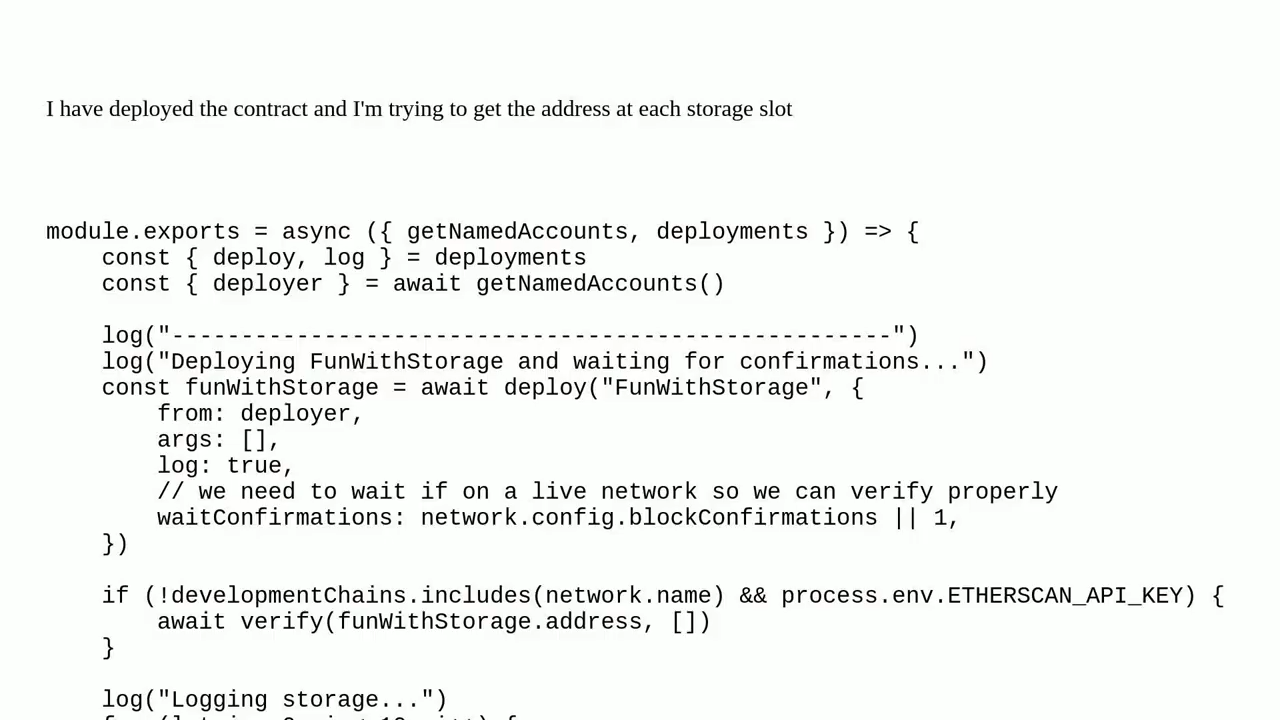 I have deployed the contract and I'm trying to get the address at each storage slot
module.exports = async ({ getNamedAccounts, deployments }) => {
    const { deploy, log } = deployments
    const { deployer } = await getNamedAccounts()
    log("----------------------------------------------------")
    log("Deploying FunWithStorage and waiting for confirmations...")
    const funWithStorage = await deploy("FunWithStorage", {
        from: deployer,
        args: [],
        log: true,
        // we need to wait if on a live network so we can verify properly
        waitConfirmations: network.config.blockConfirmations || 1,
    })
    if (!developmentChains.includes(network.name) && process.env.ETHERSCAN_API_KEY) {
        await verify(funWithStorage.address, [])
    }
    log("Logging storage...")